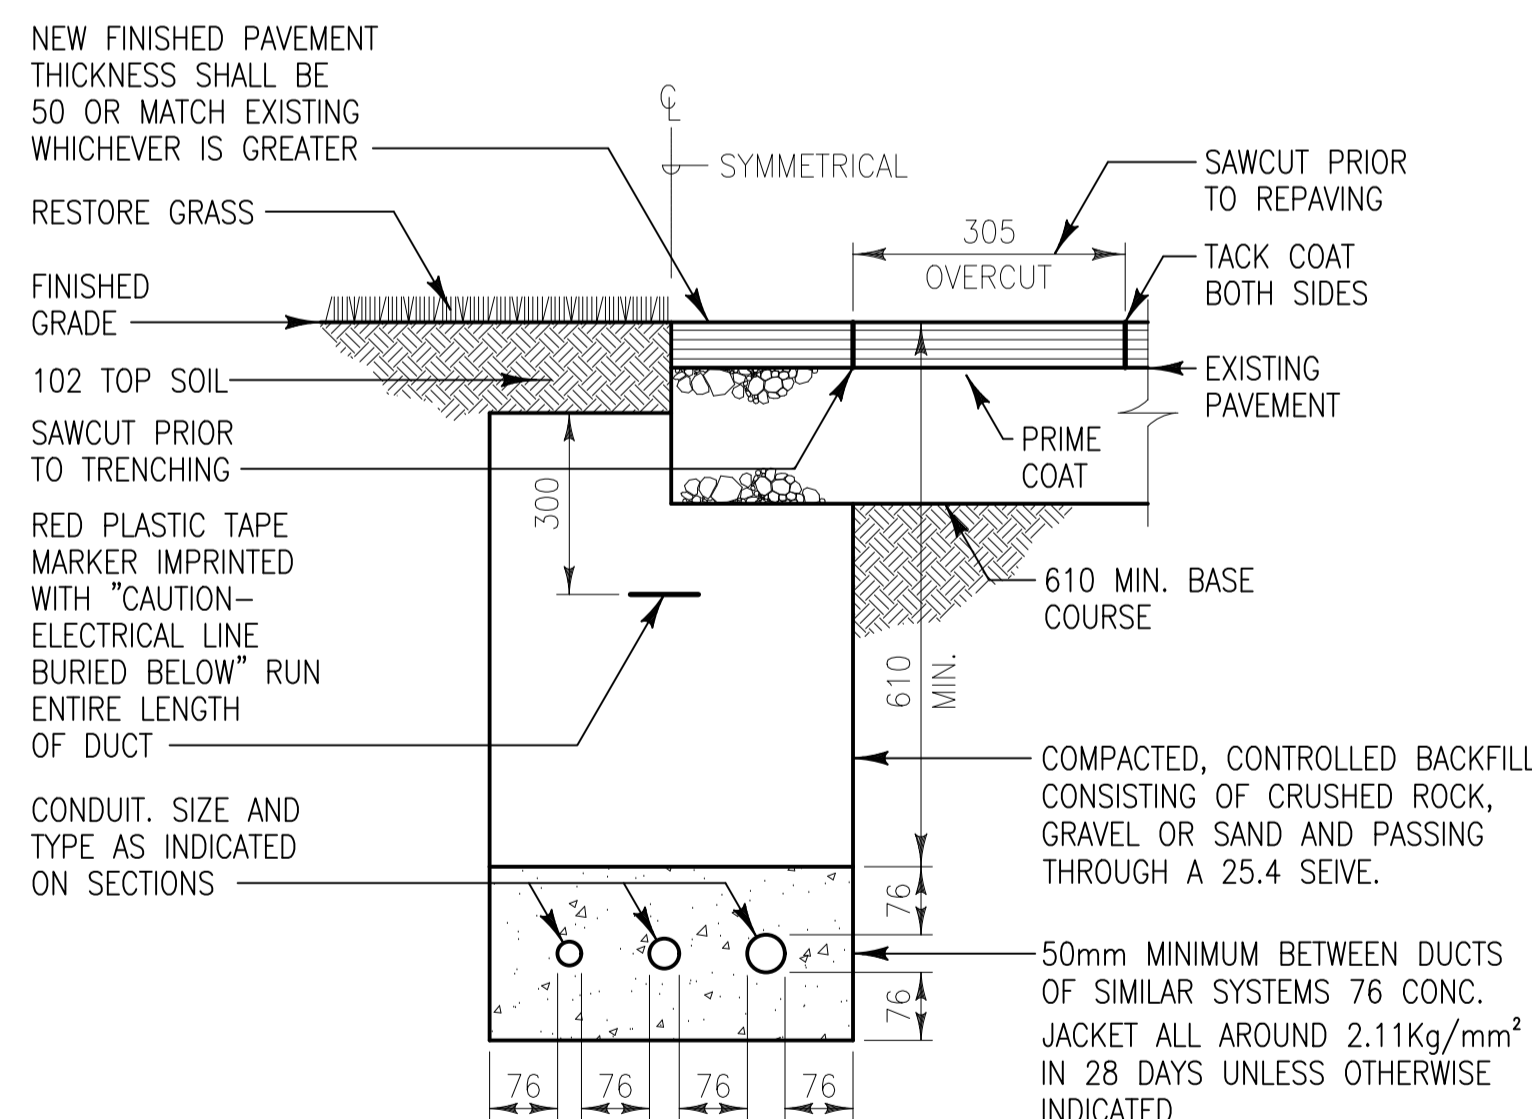 NEW FINISHED PAVEMENT
THICKNESS SHALL BE
50 OR MATCH EXISTING
WHICHEVER IS GREATER
RESTORE GRASS
FINISHED
GRADE
102 TOP SOIL
SAWCUT PRIOR
TO TRENCHING
RED PLASTIC TAPE
MARKER IMPRINTED
WITH "CAUTION–
ELECTRICAL LINE
BURIED BELOW" RUN
ENTIRE LENGTH
OF DUCT
CONDUIT. SIZE AND
TYPE AS INDICATED
ON SECTIONS
℄
SYMMETRICAL
305
OVERCUT
SAWCUT PRIOR
TO REPAVING
TACK COAT
BOTH SIDES
EXISTING
PAVEMENT
PRIME
COAT
300
610 MIN. BASE
COURSE
610
MIN.
COMPACTED, CONTROLLED BACKFILL
CONSISTING OF CRUSHED ROCK,
GRAVEL OR SAND AND PASSING
THROUGH A 25.4 SEIVE.
76
76
50mm MINIMUM BETWEEN DUCTS
OF SIMILAR SYSTEMS 76 CONC.
JACKET ALL AROUND 2.11Kg/mm²
IN 28 DAYS UNLESS OTHERWISE
INDICATED
76 76 76 76